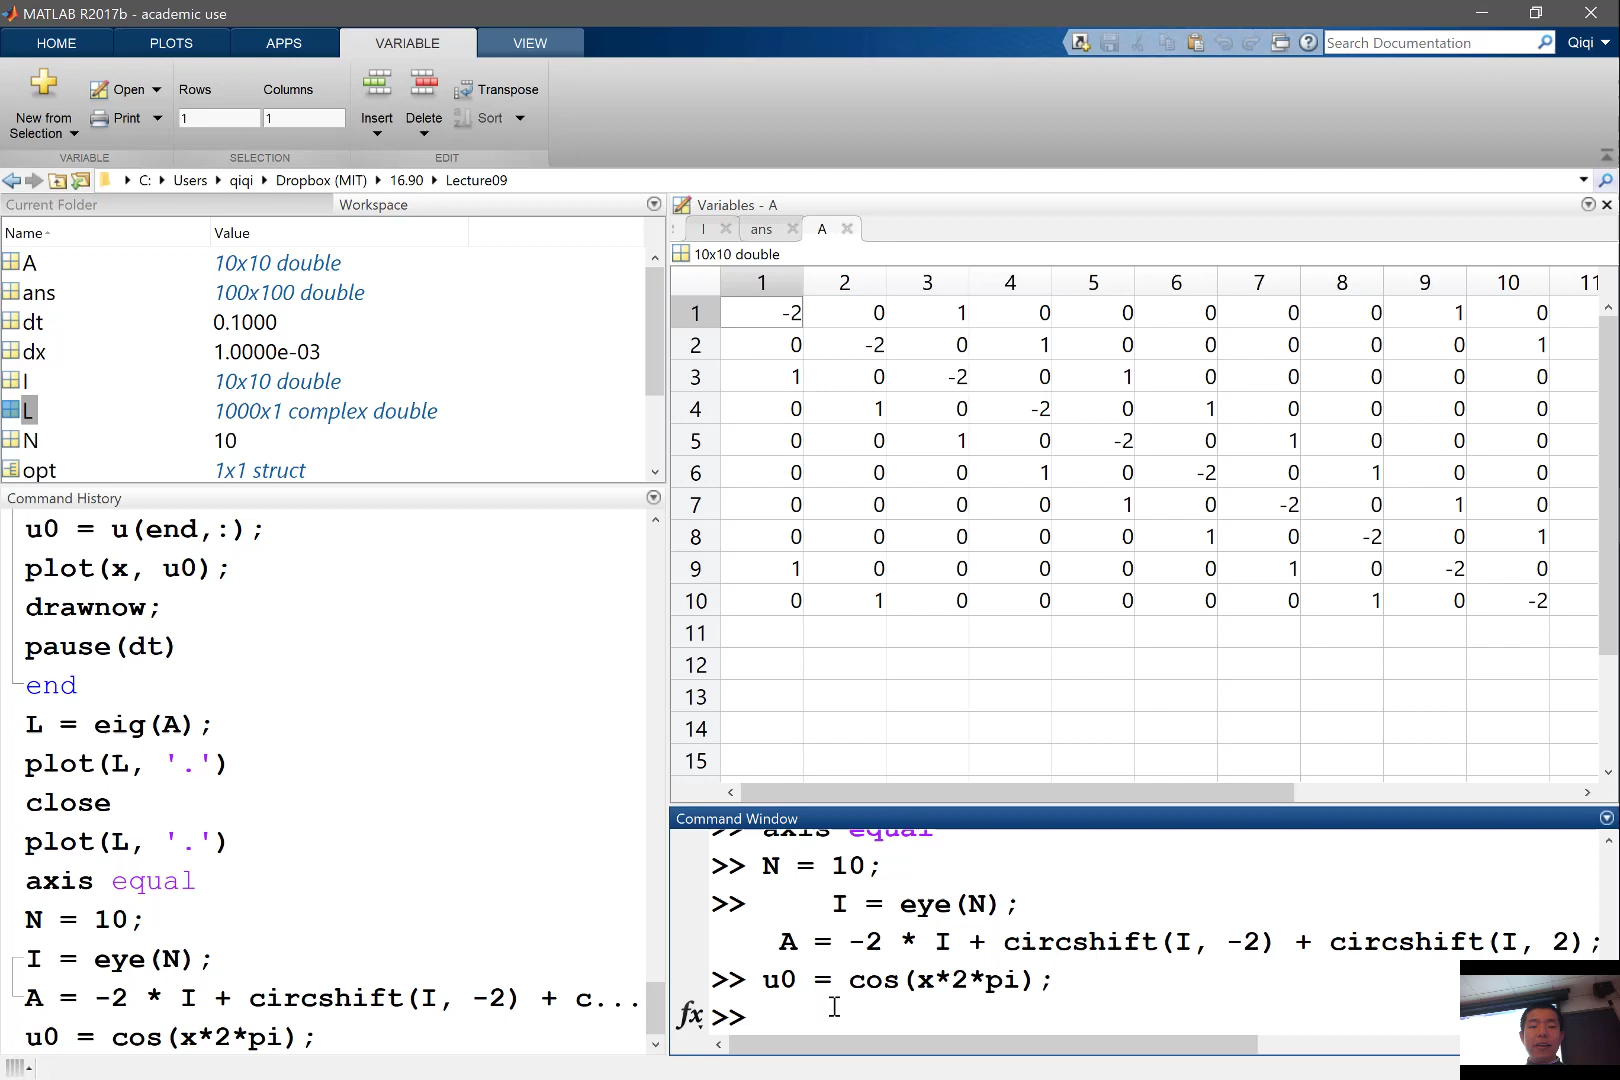 MATLAB R2017b - academic use
HOME PLOTS APPS VARIABLE VIEW Search Documentation Qiqi
New from Selection Open Print Rows Columns 1 1 Insert Delete Transpose Sort
VARIABLE SELECTION EDIT
C: Users qiqi Dropbox (MIT) 16.90 Lecture09
Current Folder Workspace
Name Value
A 10x10 double
ans 100x100 double
dt 0.1000
dx 1.0000e-03
I 10x10 double
L 1000x1 complex double
N 10
opt 1x1 struct
Command History
u0 = u(end,:);
plot(x, u0);
drawnow;
pause(dt)
end
L = eig(A);
plot(L, '.')
close
plot(L, '.')
axis equal
N = 10;
I = eye(N);
A = -2 * I + circshift(I, -2) + c...
u0 = cos(x*2*pi);
Variables - A
I ans A
10x10 double
1 2 3 4 5 6 7 8 9 10 11
1 -2 0 1 0 0 0 0 0 1 0
2 0 -2 0 1 0 0 0 0 0 1
3 1 0 -2 0 1 0 0 0 0 0
4 0 1 0 -2 0 1 0 0 0 0
5 0 0 1 0 -2 0 1 0 0 0
6 0 0 0 1 0 -2 0 1 0 0
7 0 0 0 0 1 0 -2 0 1 0
8 0 0 0 0 0 1 0 -2 0 1
9 1 0 0 0 0 0 1 0 -2 0
10 0 1 0 0 0 0 0 1 0 -2
11
12
13
14
15
Command Window
>> axis equal
>> N = 10;
>> I = eye(N);
A = -2 * I + circshift(I, -2) + circshift(I, 2);
>> u0 = cos(x*2*pi);
fx >>